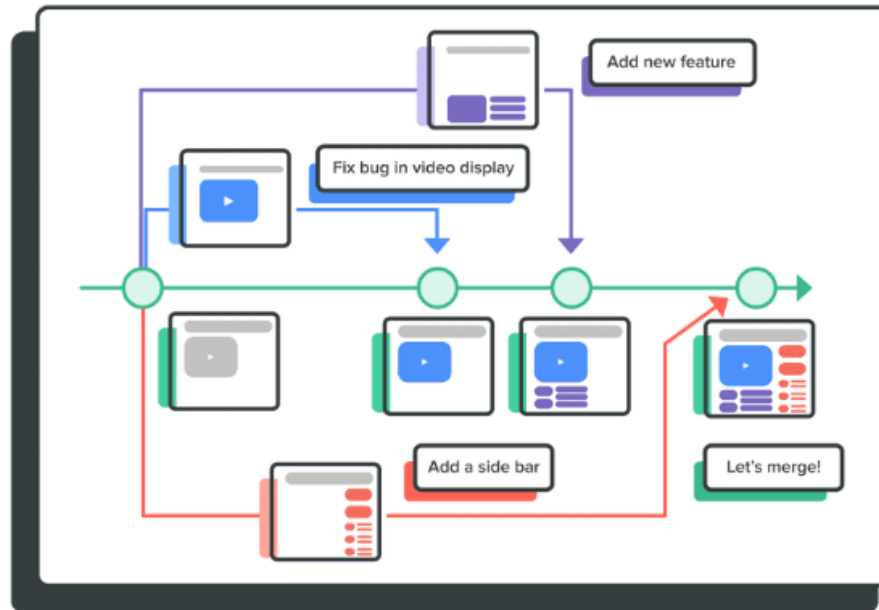 Add new feature
Fix bug in video display
Add a side bar
Let's merge!